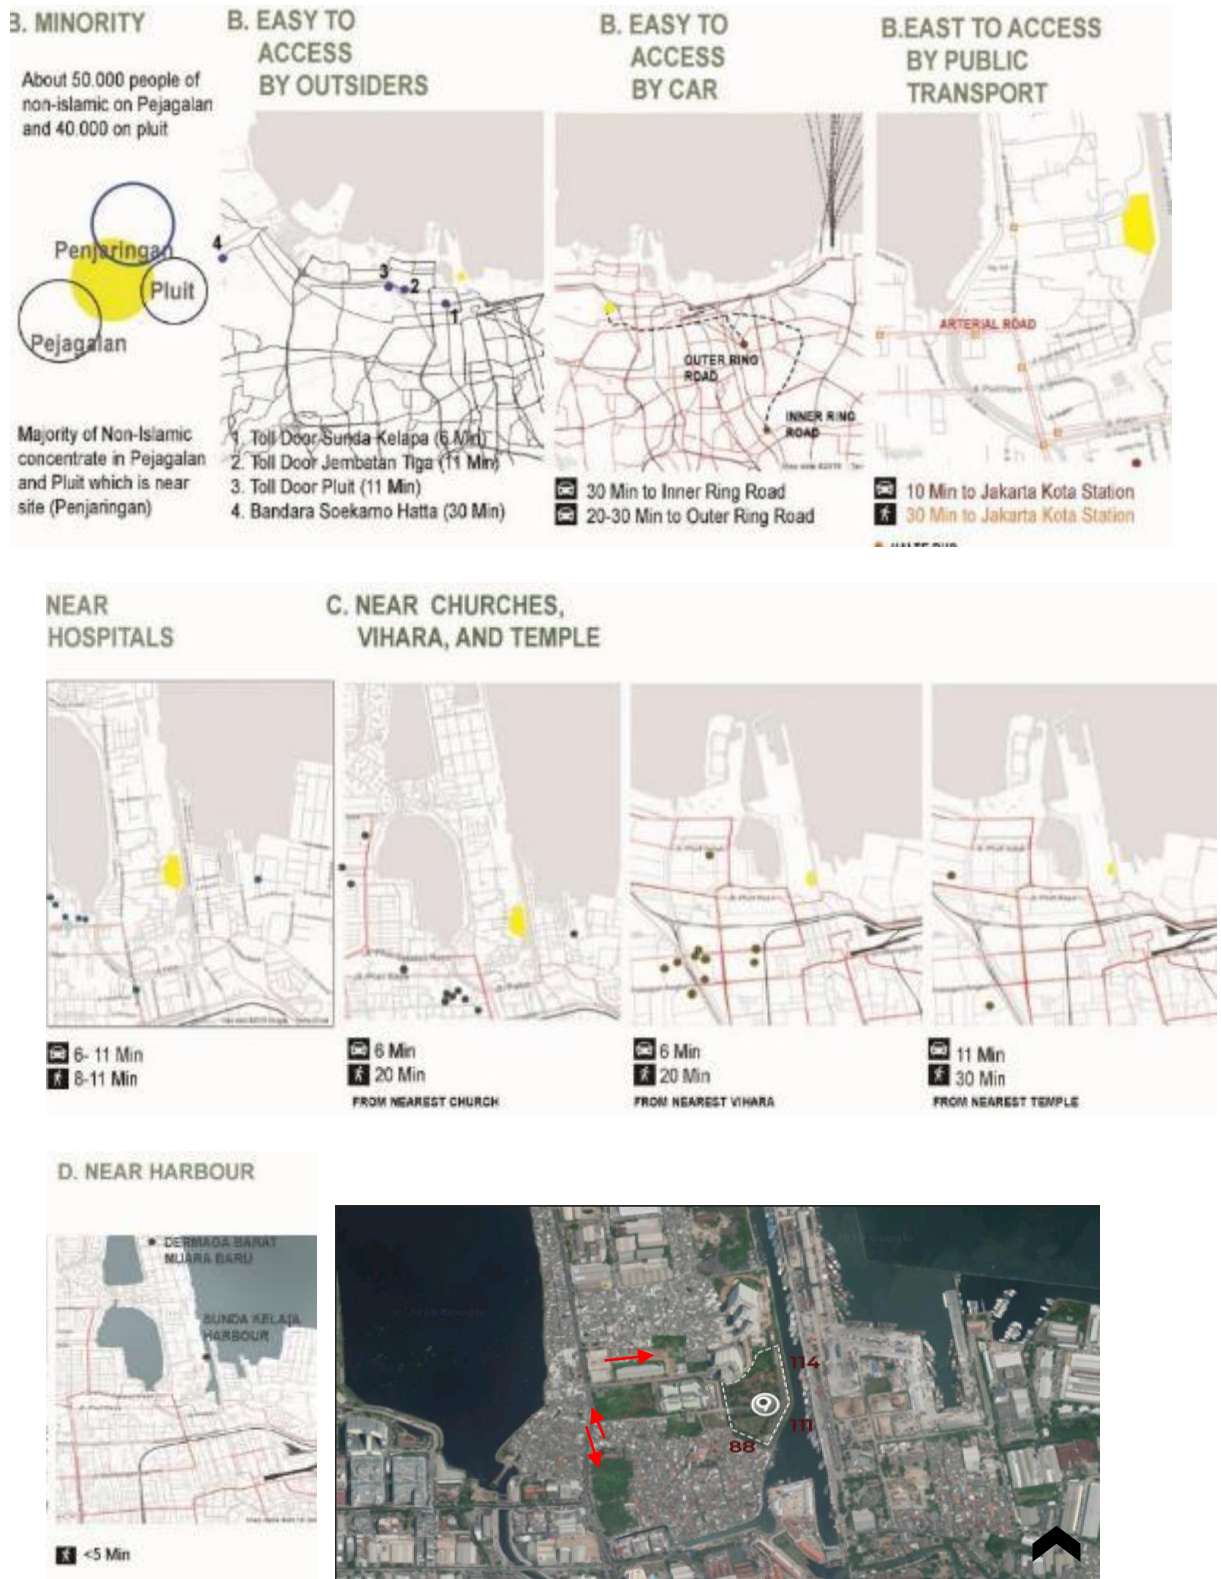 B. MINORITY
About 50.000 people of
non-islamic on Pejagalan
and 40.000 on pluit
Penjaringan
Pluit
Pejagalan
Majority of Non-Islamic
concentrate in Pejagalan
and Pluit which is near
site (Penjaringan)
B. EASY TO
ACCESS
BY OUTSIDERS
4
3
2
1
1. Toll Door Sunda Kelapa (6 Min)
2. Toll Door Jembatan Tiga (11 Min)
3. Toll Door Pluit (11 Min)
4. Bandara Soekarno Hatta (30 Min)
B. EASY TO
ACCESS
BY CAR
OUTER RING
ROAD
INNER RING
ROAD
30 Min to Inner Ring Road
20-30 Min to Outer Ring Road
B.EAST TO ACCESS
BY PUBLIC
TRANSPORT
ARTERIAL ROAD
10 Min to Jakarta Kota Station
30 Min to Jakarta Kota Station
NEAR
HOSPITALS
6- 11 Min
8-11 Min
C. NEAR CHURCHES,
VIHARA, AND TEMPLE
6 Min
20 Min
FROM NEAREST CHURCH
6 Min
20 Min
FROM NEAREST VIHARA
11 Min
30 Min
FROM NEAREST TEMPLE
D. NEAR HARBOUR
DERMAGA BARAT
MUARA BARU
SUNDA KELAPA
HARBOUR
<5 Min
114
111
88